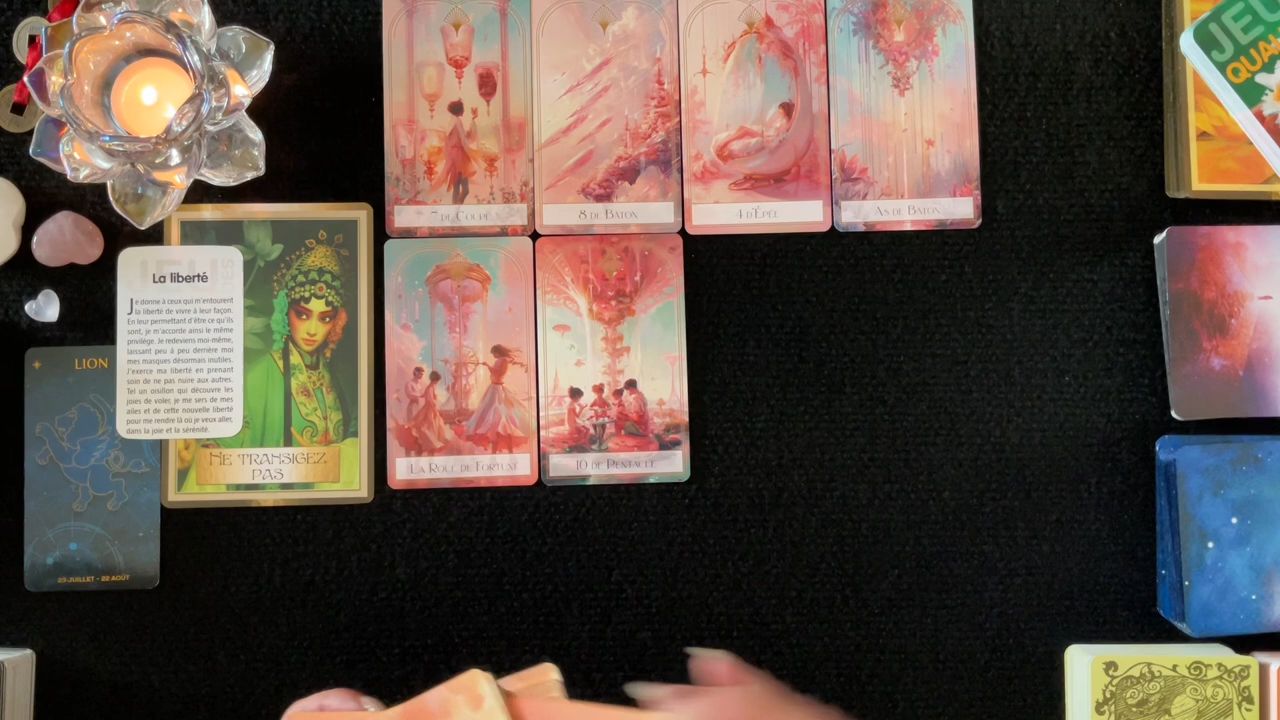 7 de Coupe
8 de Bâton
4 d'Épée
As de Bâton
JEU
QUAL
La liberté
Je donne à ceux qui m'entourent
la liberté de vivre à leur façon.
En leur permettant d'être ce qu'ils
sont, je m'accorde ainsi le même
privilège. Je redeviens moi-même,
laissant peu à peu derrière moi
mes masques désormais inutiles.
J'exerce ma liberté en prenant
soin de ne pas nuire aux autres.
Tel un oisillon qui découvre les
joies de voler, je me sers de mes
ailes et de cette nouvelle liberté
pour me rendre là où je veux aller,
dans la joie et la sérénité.
LION
NE TRANSIGEZ
PAS
La Roue de Fortune
10 de Pentacle
23 JUILLET - 22 AOÛT